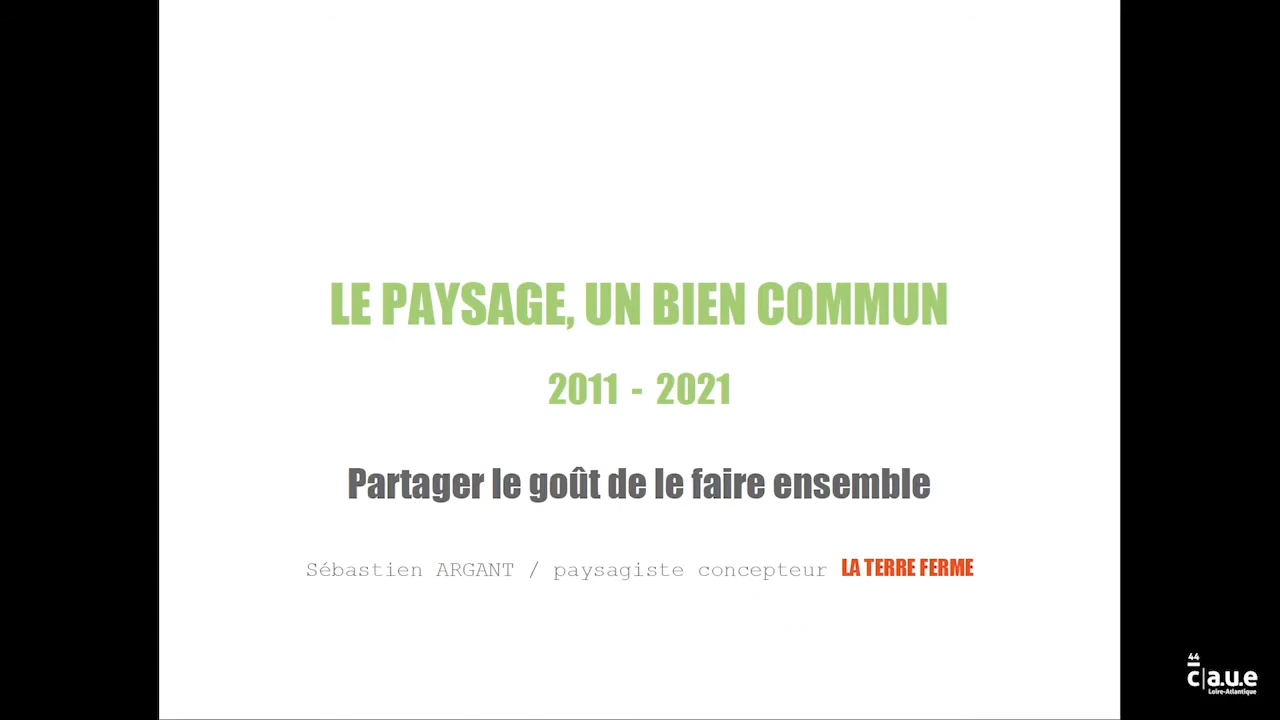 LE PAYSAGE, UN BIEN COMMUN
2011 - 2021
Partager le goût de le faire ensemble
Sébastien ARGANT / paysagiste concepteur LA TERRE FERME
44
c|a.u.e
Loire-Atlantique